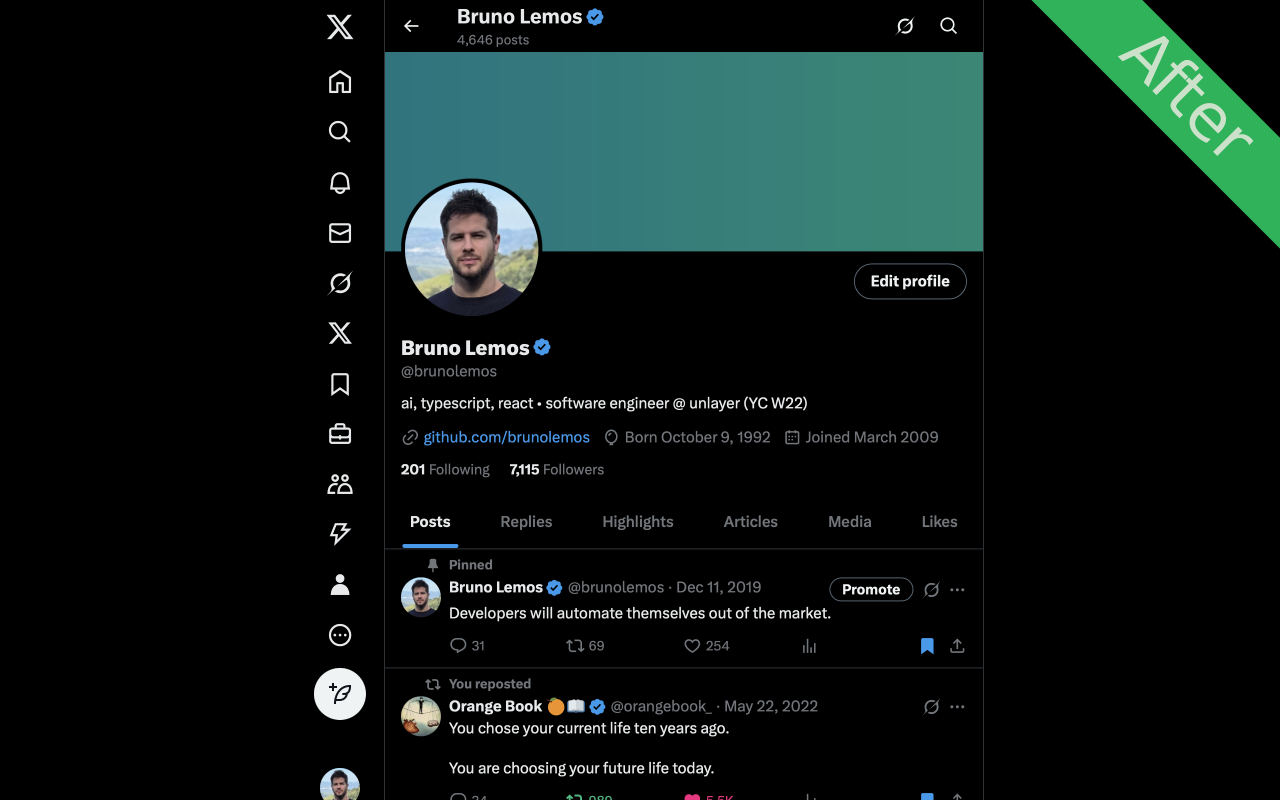 Bruno Lemos
4,646 posts
After
Edit profile
Bruno Lemos
@brunolemos
ai, typescript, react • software engineer @ unlayer (YC W22)
github.com/brunolemos Born October 9, 1992 Joined March 2009
201 Following 7,115 Followers
Posts Replies Highlights Articles Media Likes
Pinned
Bruno Lemos @brunolemos · Dec 11, 2019 Promote
Developers will automate themselves out of the market.
31 69 254
You reposted
Orange Book 🍊📖 @orangebook_ · May 22, 2022
You chose your current life ten years ago.
You are choosing your future life today.